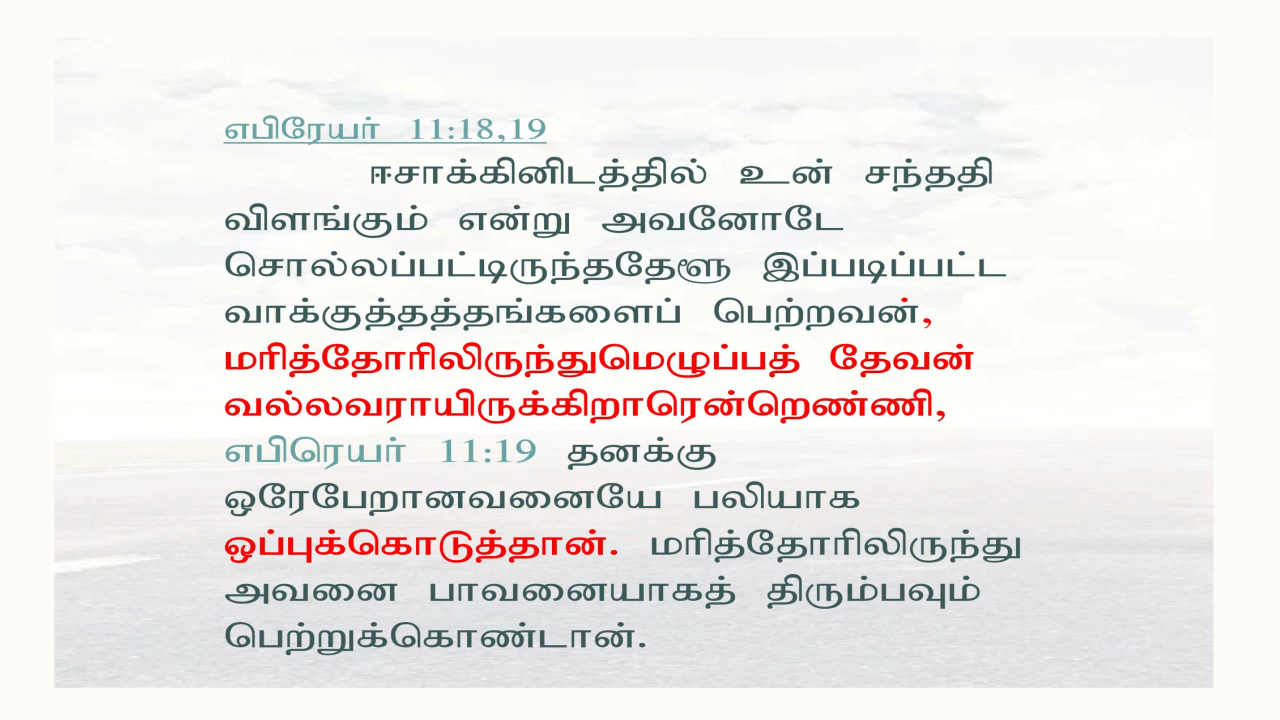 எபிரேயர் 11:18,19
ஈசாக்கினிடத்தில் உன் சந்ததி
விளங்கும் என்று அவனோடே
சொல்லப்பட்டிருந்ததேளூ இப்படிப்பட்ட
வாக்குத்தத்தங்களைப் பெற்றவன்,
மரித்தோரிலிருந்துமெழுப்பத் தேவன்
வல்லவராயிருக்கிறாரென்றெண்ணி,
எபிரெயர் 11:19 தனக்கு
ஒரேபேறானவனையே பலியாக
ஒப்புக்கொடுத்தான். மரித்தோரிலிருந்து
அவனை பாவனையாகத் திரும்பவும்
பெற்றுக்கொண்டான்.